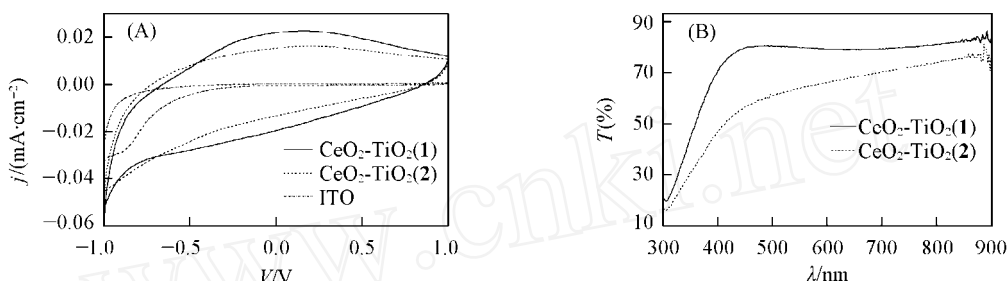 (A)
0.02
0.00
−0.02
−0.04
−0.06
j/(mA·cm⁻²)
CeO₂-TiO₂(1)
CeO₂-TiO₂(2)
ITO
−1.0 −0.5 0.0 0.5 1.0
V/V
(B)
90
70
50
30
10
T(%)
CeO₂-TiO₂(1)
CeO₂-TiO₂(2)
300 400 500 600 700 800 900
λ/nm
www.cnki.net